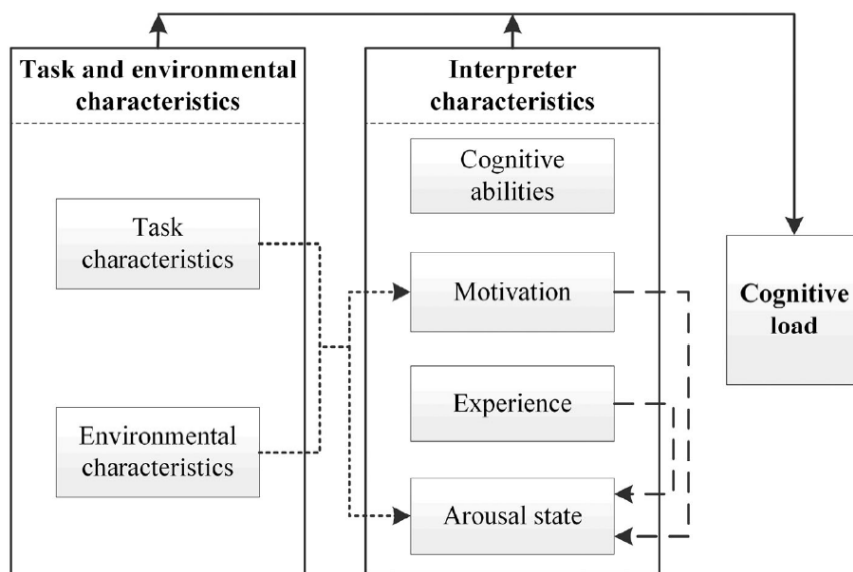 Task and environmental
characteristics
Task
characteristics
Environmental
characteristics
Interpreter
characteristics
Cognitive
abilities
Motivation
Experience
Arousal state
Cognitive
load